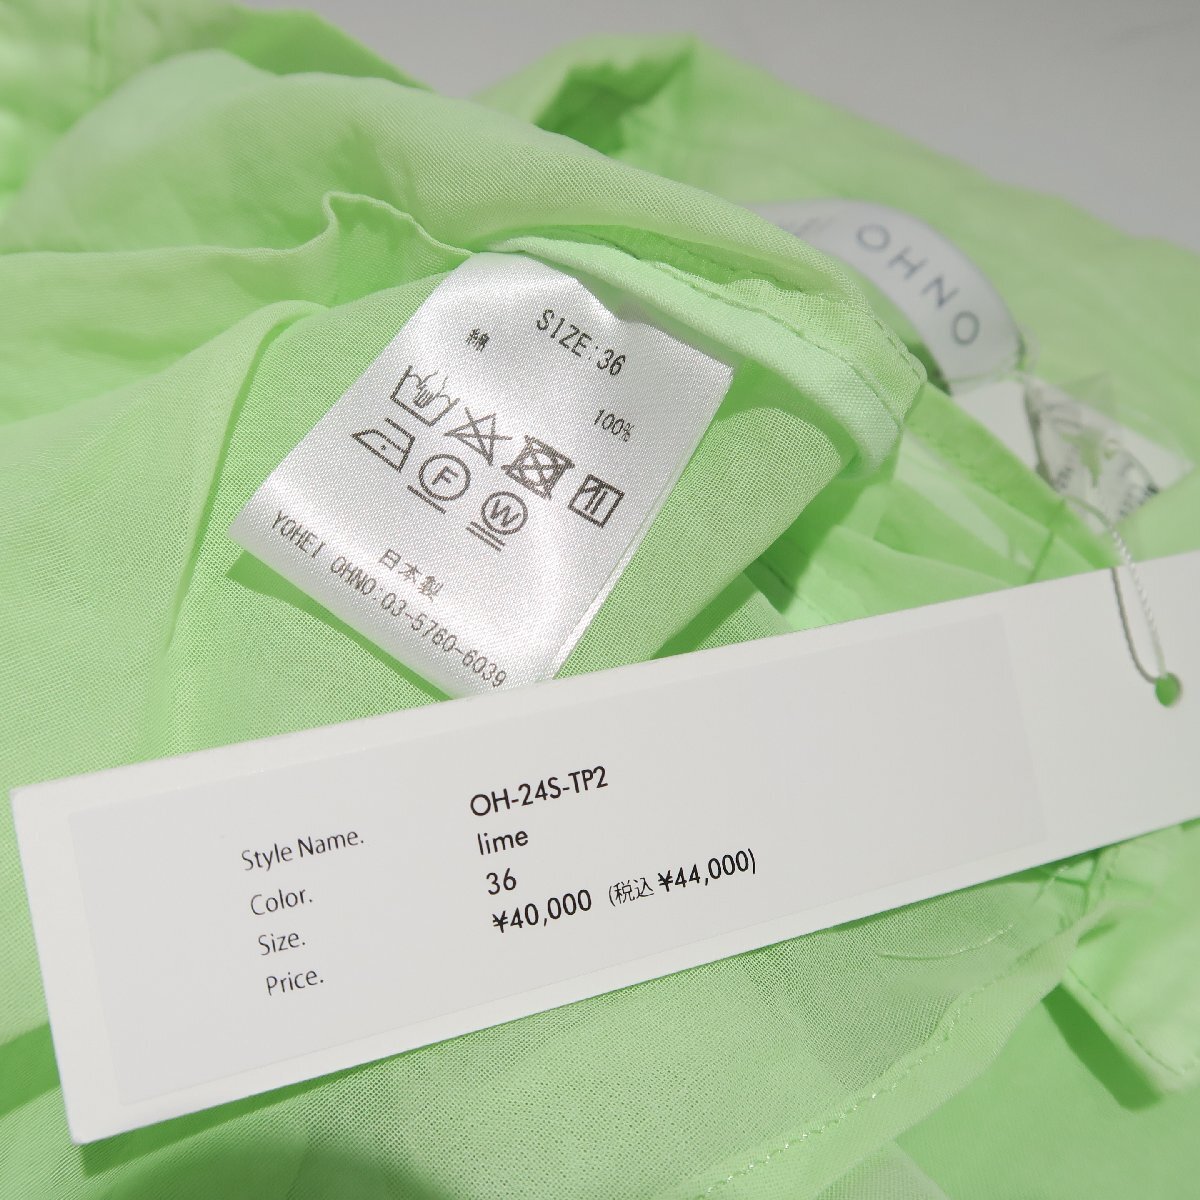 OHNO
SIZE:36
綿
100%
F
W
日本製
YOHEI OHNO:03-5760-6039
Style Name. OH-24S-TP2
Color. lime
Size. 36
Price. ¥40,000 (税込 ¥44,000)